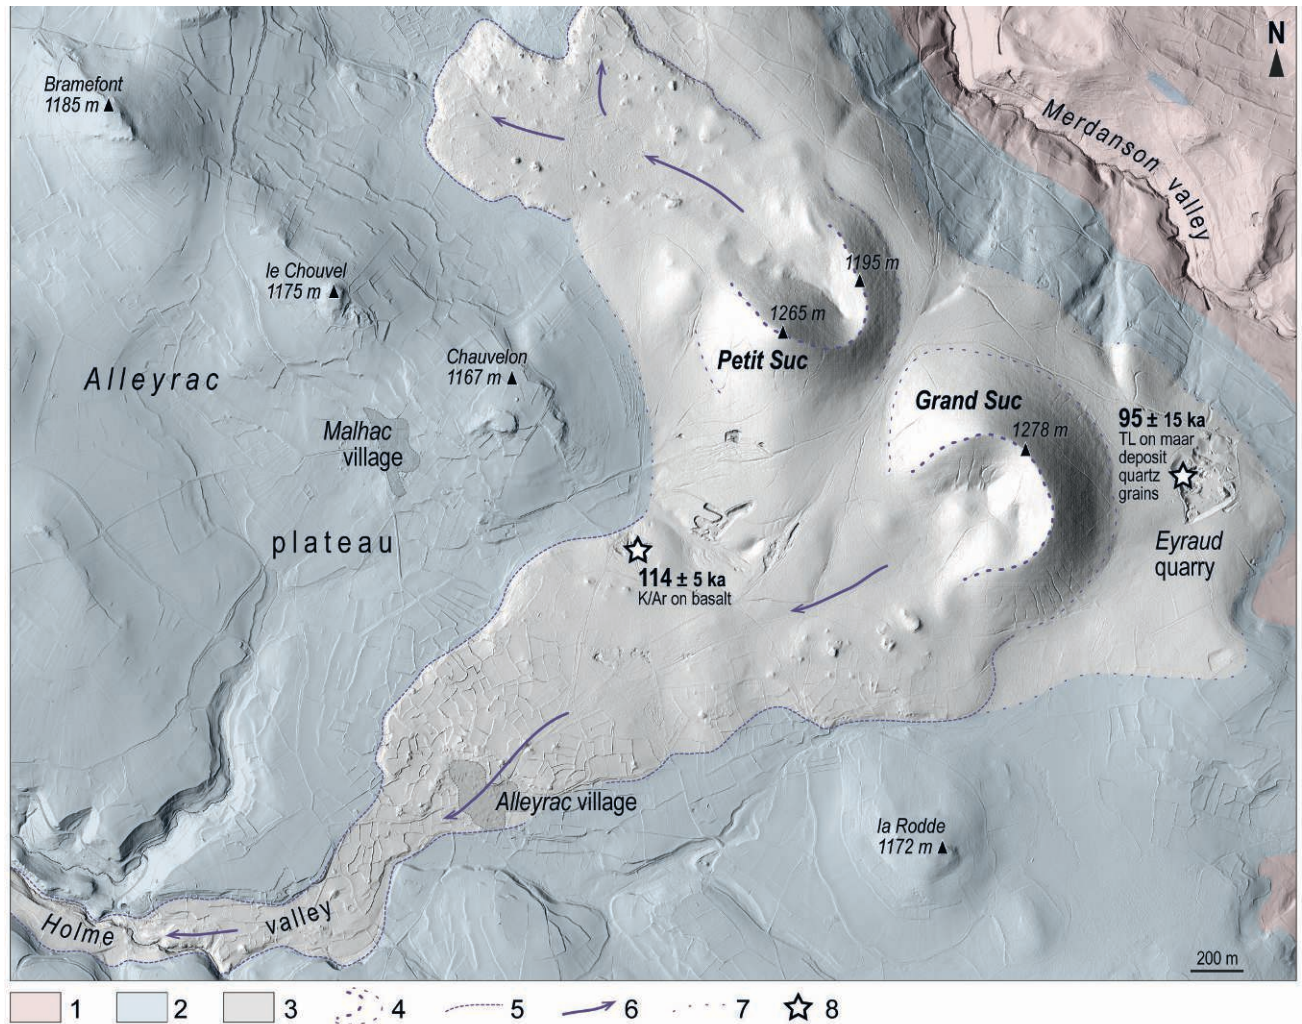 N
Bramefont
1185 m
Merdanson valley
le Chouvel
1175 m
1195 m
1265 m
Chauvelon
1167 m
Petit Suc
Alleyrac
Grand Suc
1278 m
95 ± 15 ka
TL on maar
deposit
quartz
grains
Malhac
village
plateau
Eyraud
quarry
114 ± 5 ka
K/Ar on basalt
Alleyrac village
la Rodde
1172 m
Holme valley
200 m
1 2 3 4 5 6 7 8